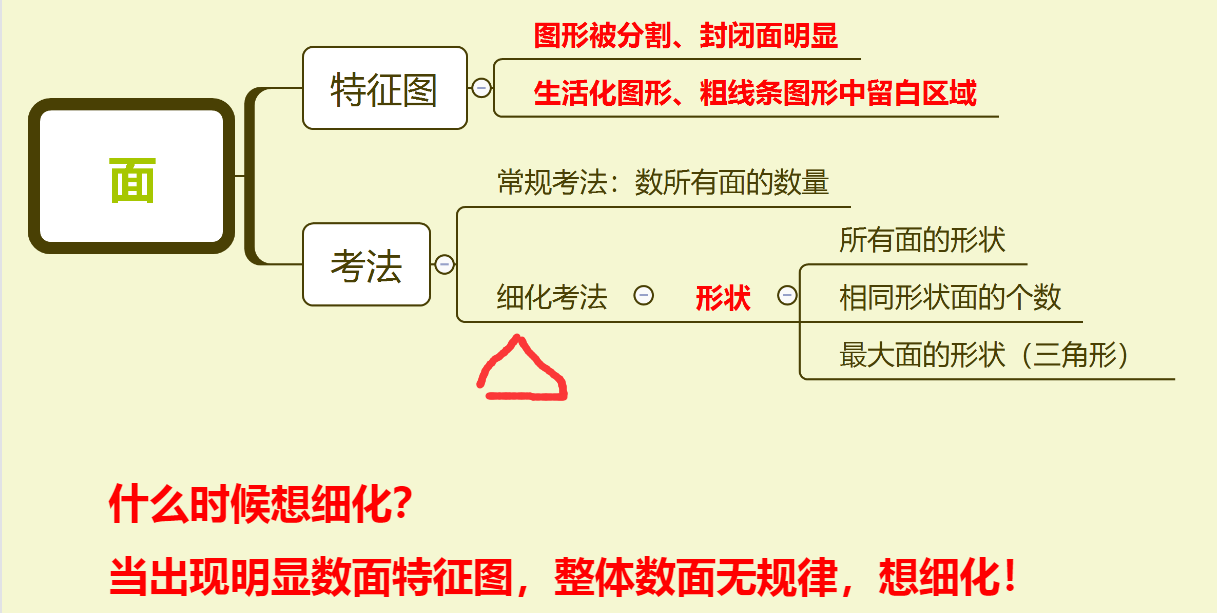 图形被分割、封闭面明显
特征图
生活化图形、粗线条图形中留白区域
面
常规考法：数所有面的数量
考法
所有面的形状
细化考法
形状
相同形状面的个数
最大面的形状（三角形）
什么时候想细化？
当出现明显数面特征图，整体数面无规律，想细化！